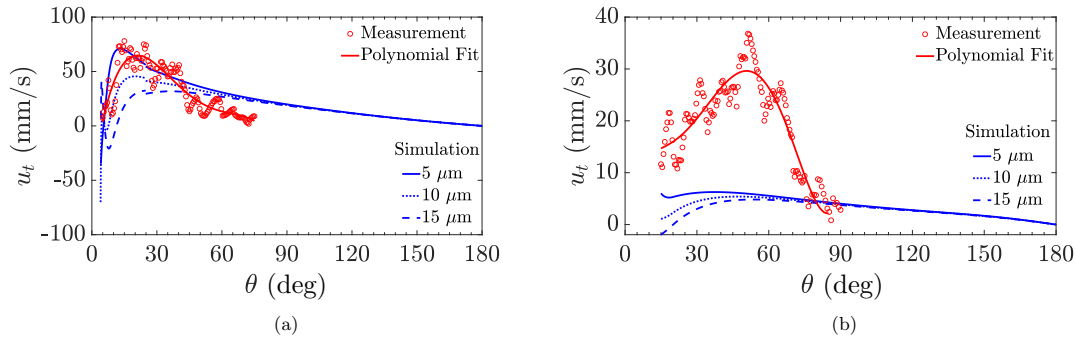 100
50
0
-50
-100
u_t (mm/s)
0 30 60 90 120 150 180
θ (deg)
Measurement
Polynomial Fit
Simulation
5 μm
10 μm
15 μm
(a)
40
30
20
10
0
u_t (mm/s)
0 30 60 90 120 150 180
θ (deg)
Measurement
Polynomial Fit
Simulation
5 μm
10 μm
15 μm
(b)